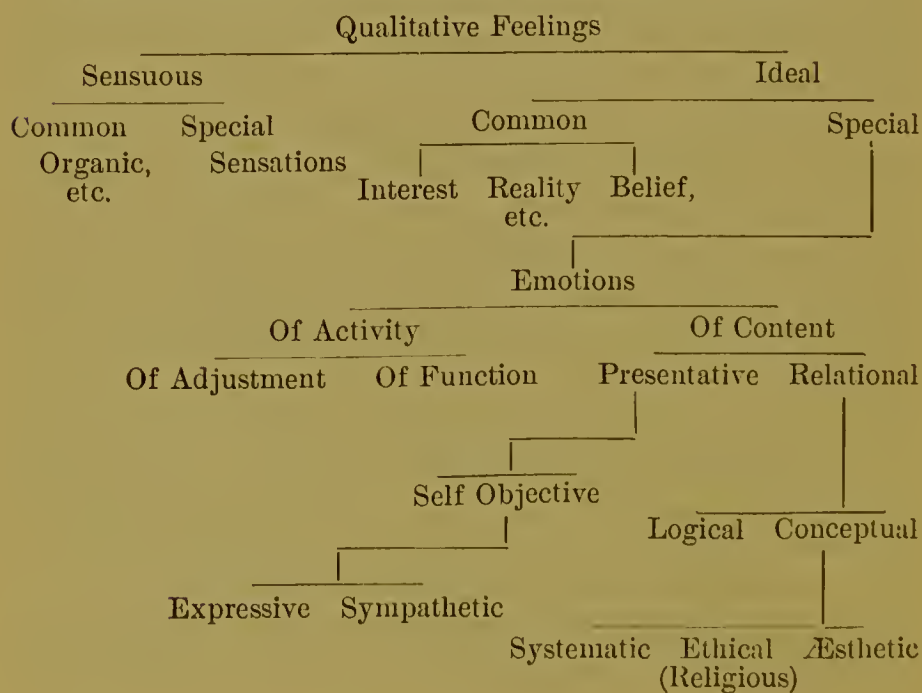 Qualitative Feelings
Sensuous Ideal
Common Special Common Special
Organic, Sensations
etc.
Interest Reality Belief,
etc.
Emotions
Of Activity Of Content
Of Adjustment Of Function Presentative Relational
Self Objective
Logical Conceptual
Expressive Sympathetic
Systematic Ethical Æsthetic
(Religious)